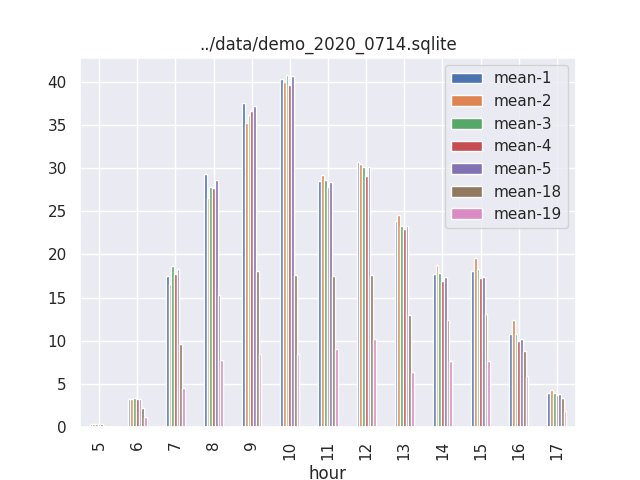 ../data/demo_2020_0714.sqlite
40
35
30
25
20
15
10
5
0
mean-1
mean-2
mean-3
mean-4
mean-5
mean-18
mean-19
5 6 7 8 9 10 11 12 13 14 15 16 17
hour